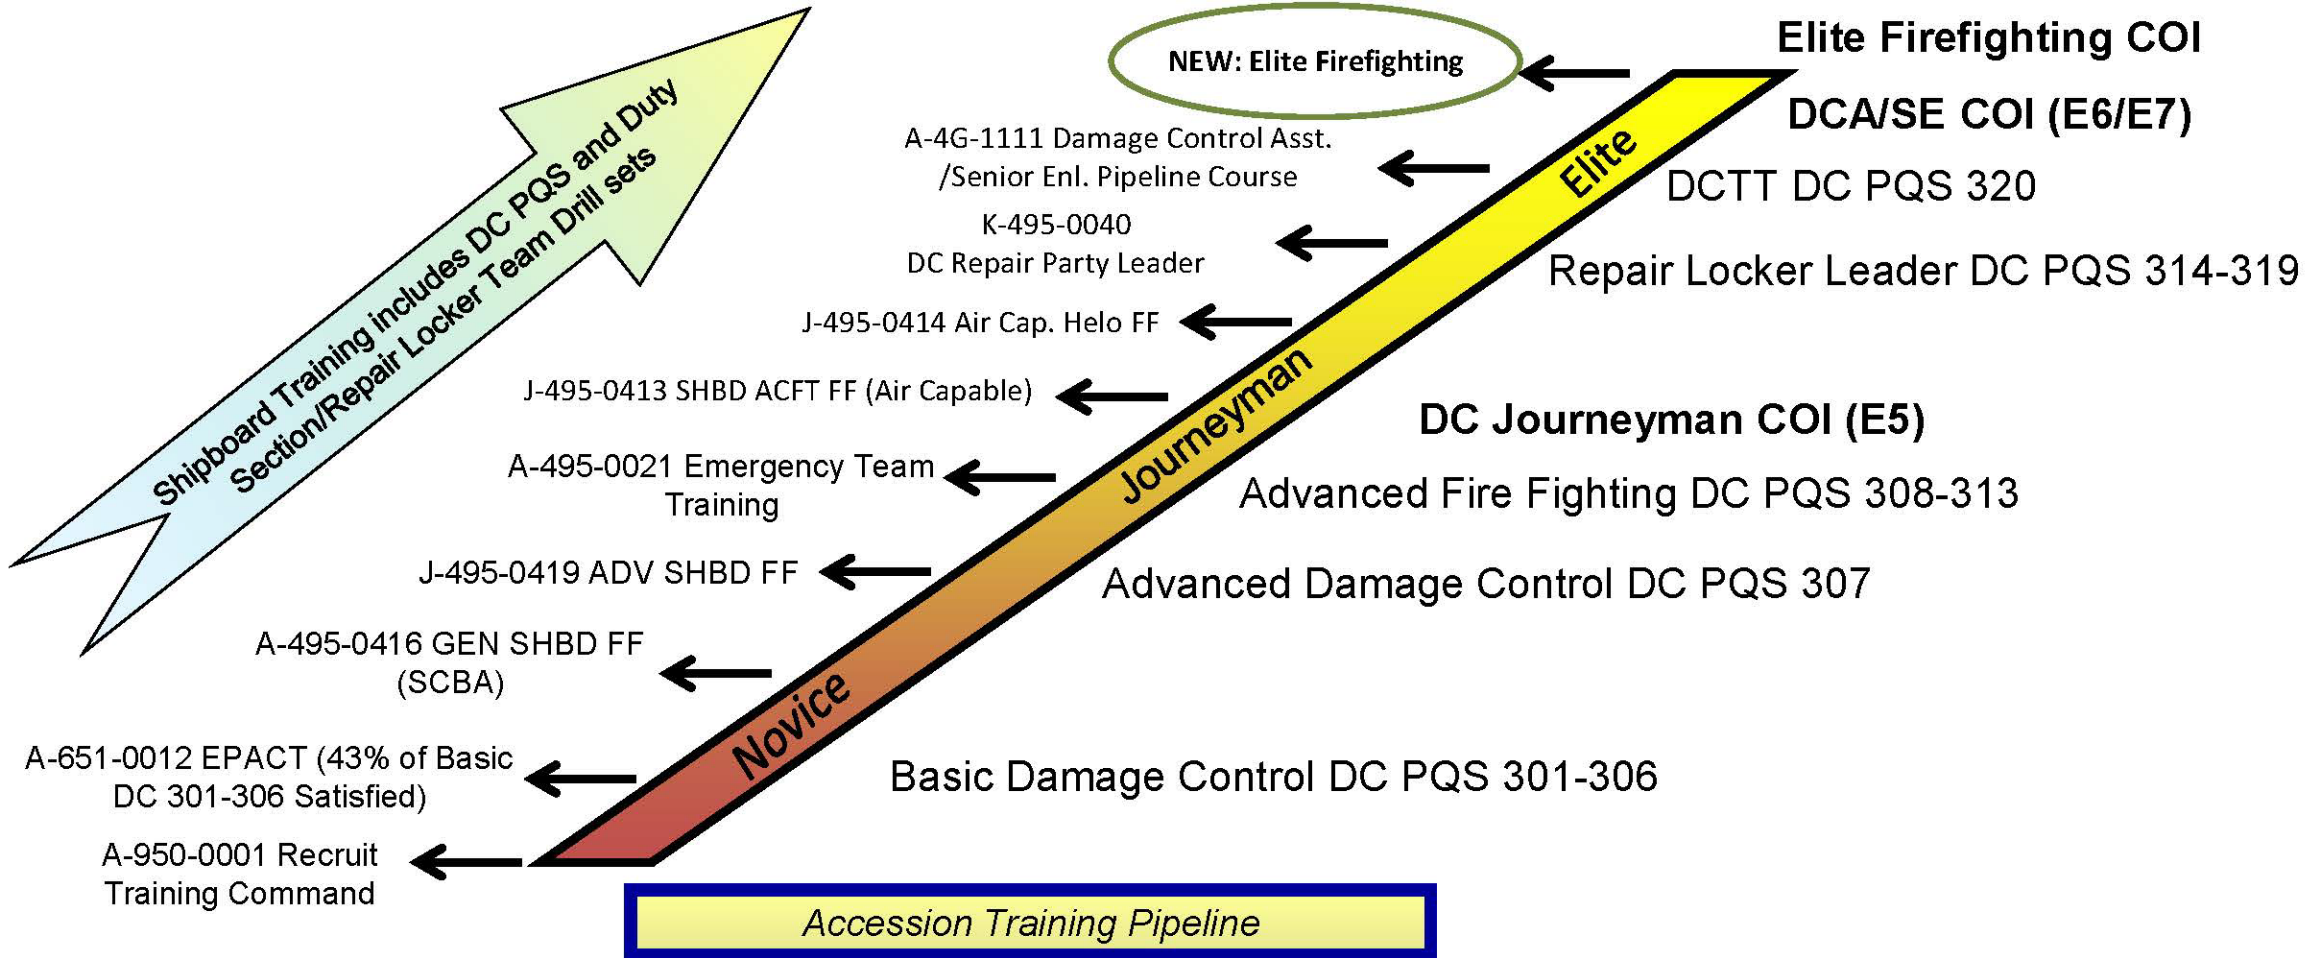 Elite Firefighting COI
NEW: Elite Firefighting
DCA/SE COI (E6/E7)
A-4G-1111 Damage Control Asst.
/Senior Enl. Pipeline Course
Elite
DCTT DC PQS 320
K-495-0040
DC Repair Party Leader
Repair Locker Leader DC PQS 314-319
Shipboard Training includes DC PQS and Duty
Section/Repair Locker Team Drill sets
J-495-0414 Air Cap. Helo FF
J-495-0413 SHBD ACFT FF (Air Capable)
Journeyman
DC Journeyman COI (E5)
A-495-0021 Emergency Team
Training
Advanced Fire Fighting DC PQS 308-313
J-495-0419 ADV SHBD FF
Advanced Damage Control DC PQS 307
A-495-0416 GEN SHBD FF
(SCBA)
Novice
A-651-0012 EPACT (43% of Basic
DC 301-306 Satisfied)
Basic Damage Control DC PQS 301-306
A-950-0001 Recruit
Training Command
Accession Training Pipeline